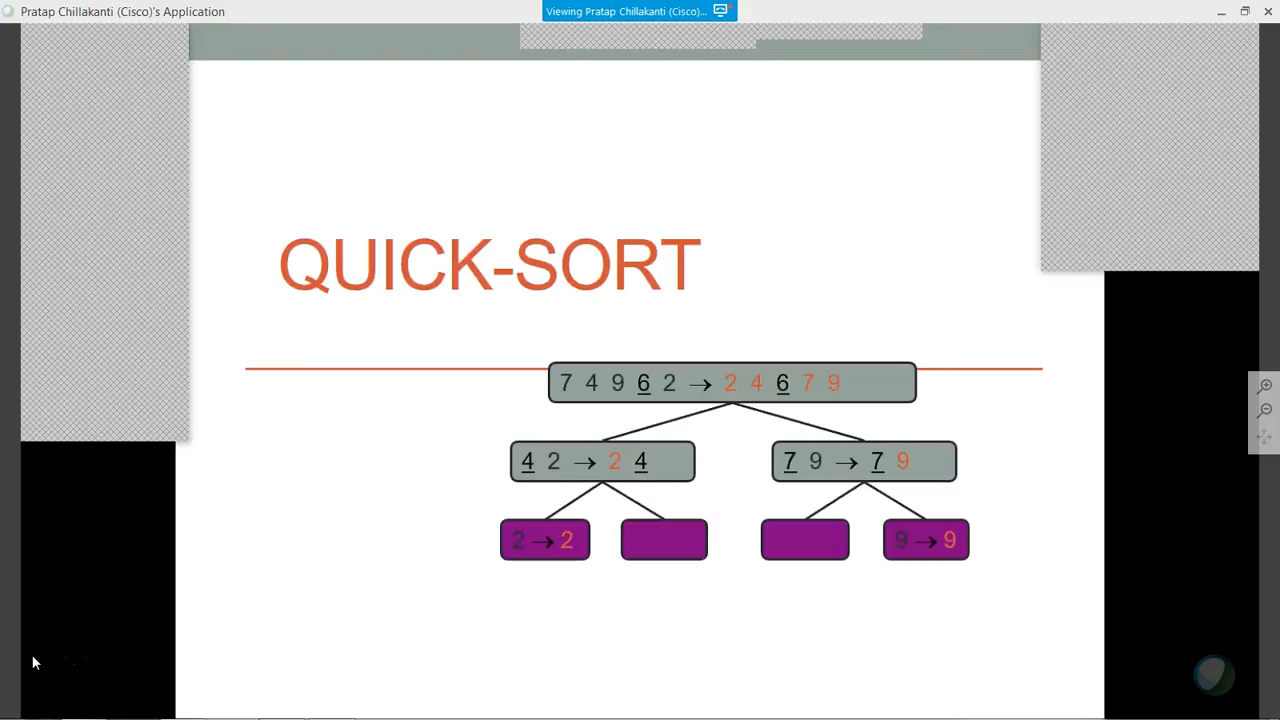 Pratap Chillakanti (Cisco)'s Application
Viewing Pratap Chillakanti (Cisco)...
QUICK-SORT
7 4 9 6 2 → 2 4 6 7 9
4 2 → 2 4
7 9 → 7 9
2 → 2
9 → 9